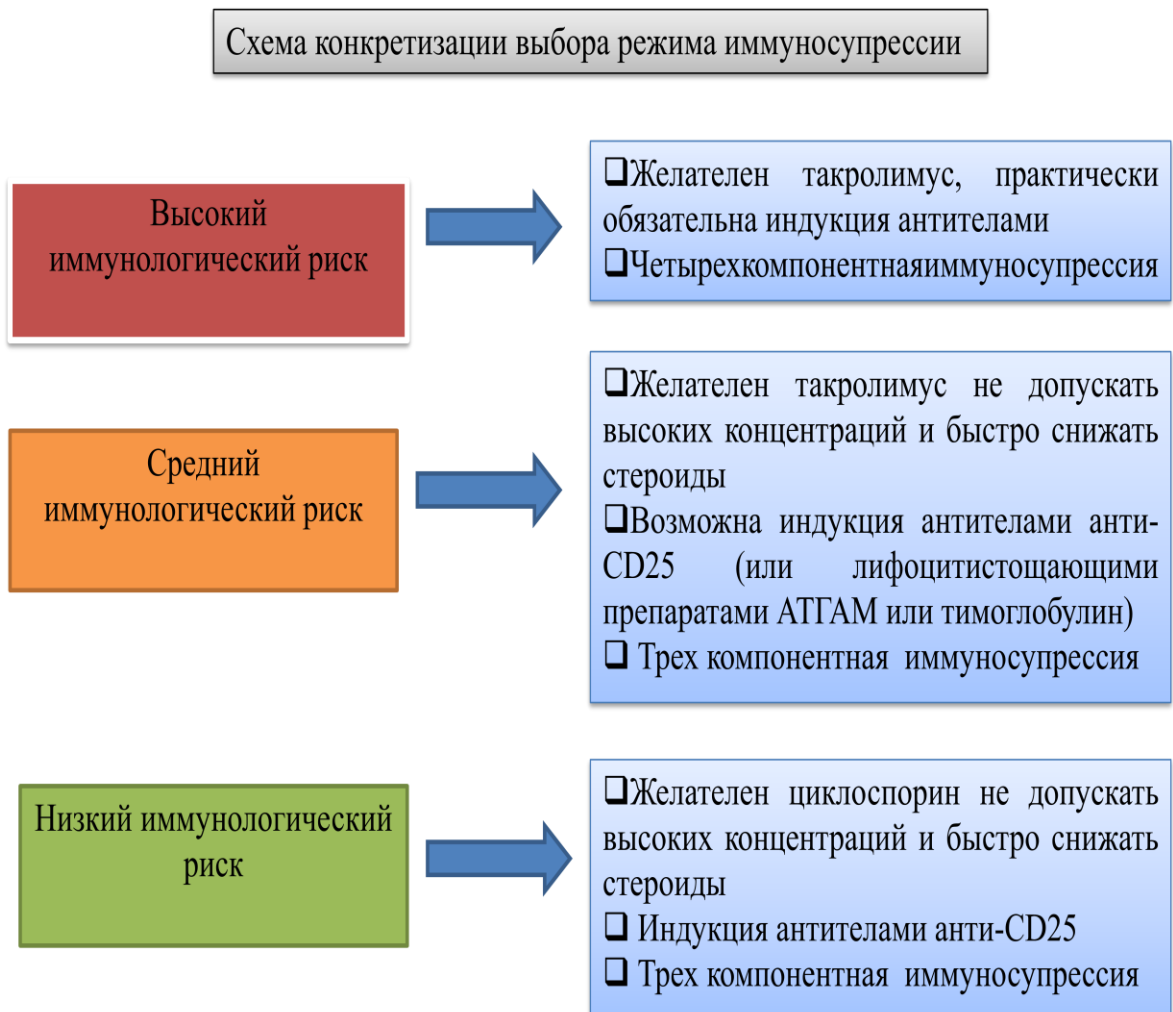 Схема конкретизации выбора режима иммуносупрессии
Высокий
иммунологический риск
❑Желателен такролимус, практически
обязательна индукция антителами
❑Четырехкомпонентнаяиммуносупрессия
Средний
иммунологический риск
❑Желателен такролимус не допускать
высоких концентраций и быстро снижать
стероиды
❑Возможна индукция антителами анти-
CD25 (или лифоцитистощающими
препаратами АТГАМ или тимоглобулин)
❑ Трех компонентная иммуносупрессия
Низкий иммунологический
риск
❑Желателен циклоспорин не допускать
высоких концентраций и быстро снижать
стероиды
❑ Индукция антителами анти-CD25
❑ Трех компонентная иммуносупрессия